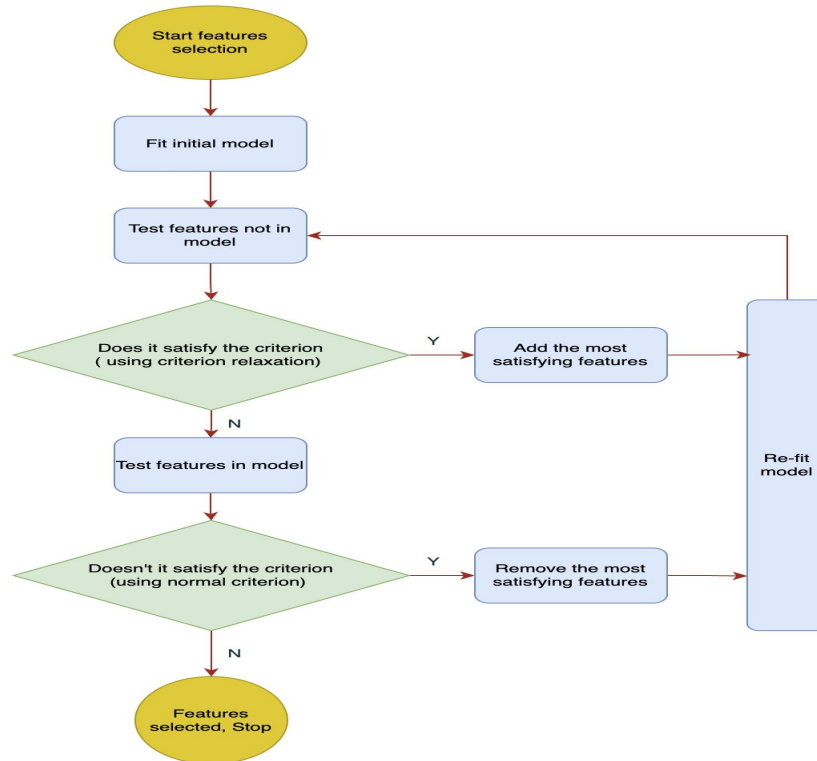 Start features
selection
Fit initial model
Test features not in
model
Does it satisfy the criterion
( using criterion relaxation)
Y
Add the most
satisfying features
N
Test features in model
Re-fit
model
Doesn't it satisfy the criterion
(using normal criterion)
Y
Remove the most
satisfying features
N
Features
selected, Stop